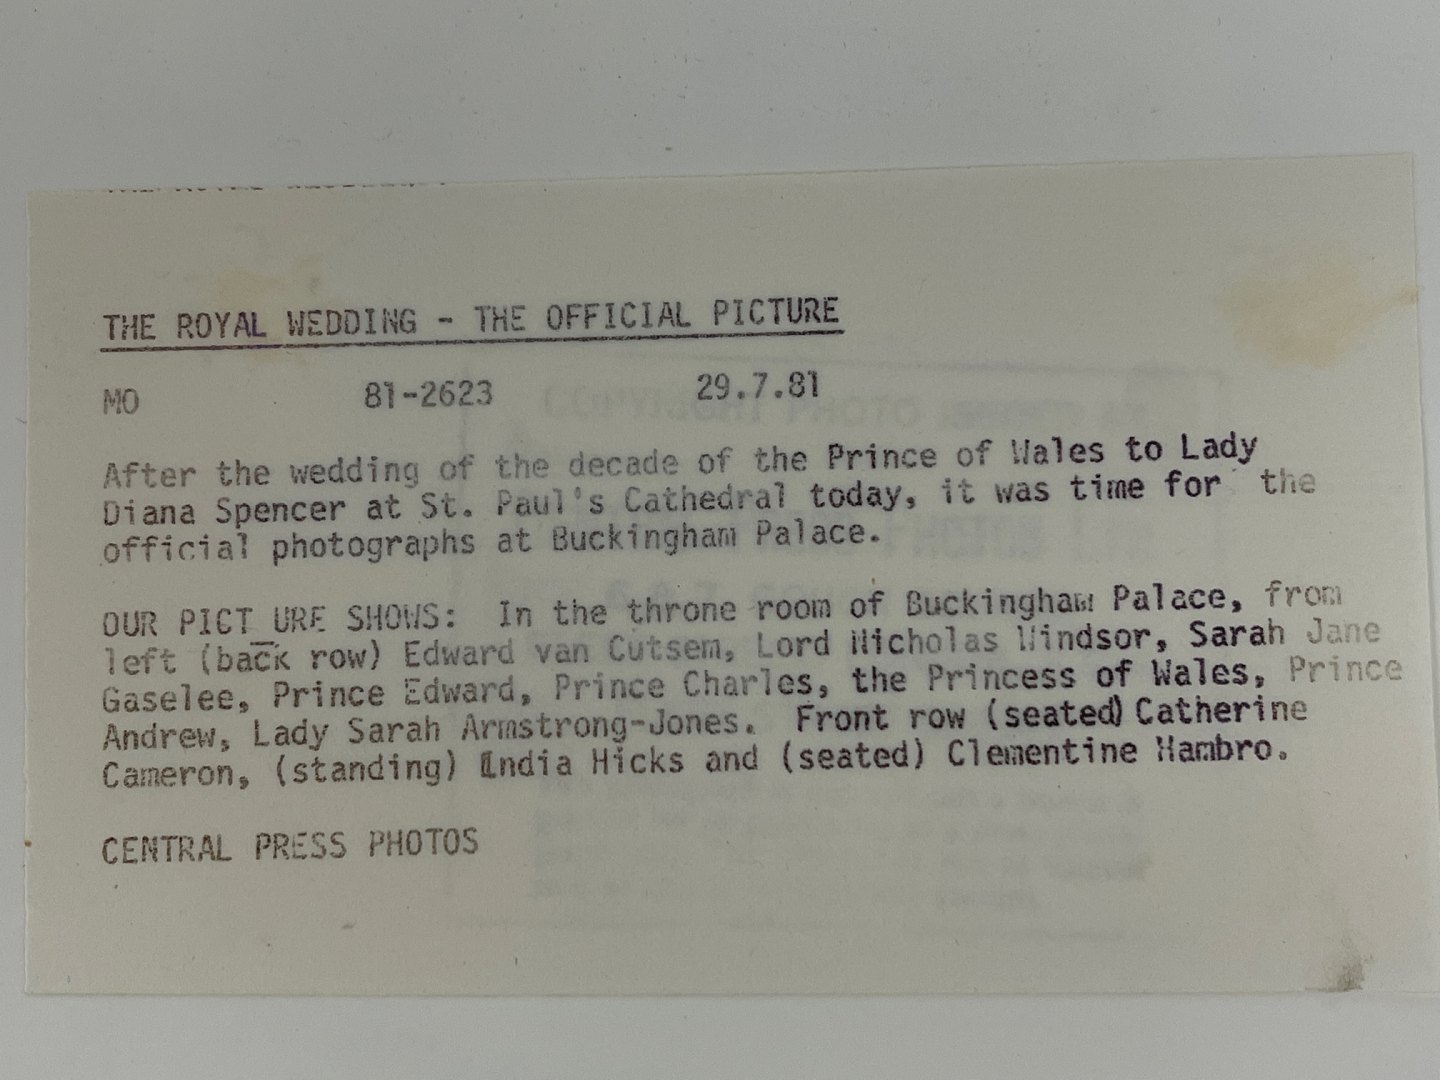 THE ROYAL WEDDING - THE OFFICIAL PICTURE
MO 81-2623 29.7.81
After the wedding of the decade of the Prince of Wales to Lady
Diana Spencer at St. Paul's Cathedral today, it was time for the
official photographs at Buckingham Palace.
OUR PICT URE SHOWS: In the throne room of Buckingham Palace, from
left (back row) Edward van Cutsem, Lord Nicholas Windsor, Sarah Jane
Gaselee, Prince Edward, Prince Charles, the Princess of Wales, Prince
Andrew, Lady Sarah Armstrong-Jones. Front row (seated) Catherine
Cameron, (standing) India Hicks and (seated) Clementine Hambro.
CENTRAL PRESS PHOTOS